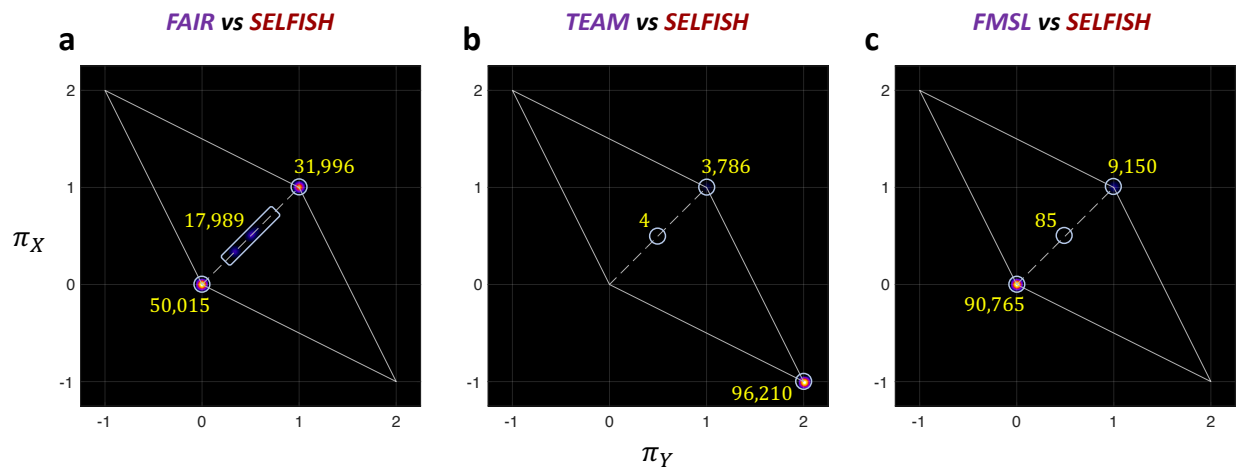 FAIR vs SELFISH
TEAM vs SELFISH
FMSL vs SELFISH
a
b
c
2
1
0
-1
31,996
17,989
50,015
-1 0 1 2
2
1
0
-1
3,786
4
96,210
-1 0 1 2
2
1
0
-1
9,150
85
90,765
-1 0 1 2
π_X
π_Y